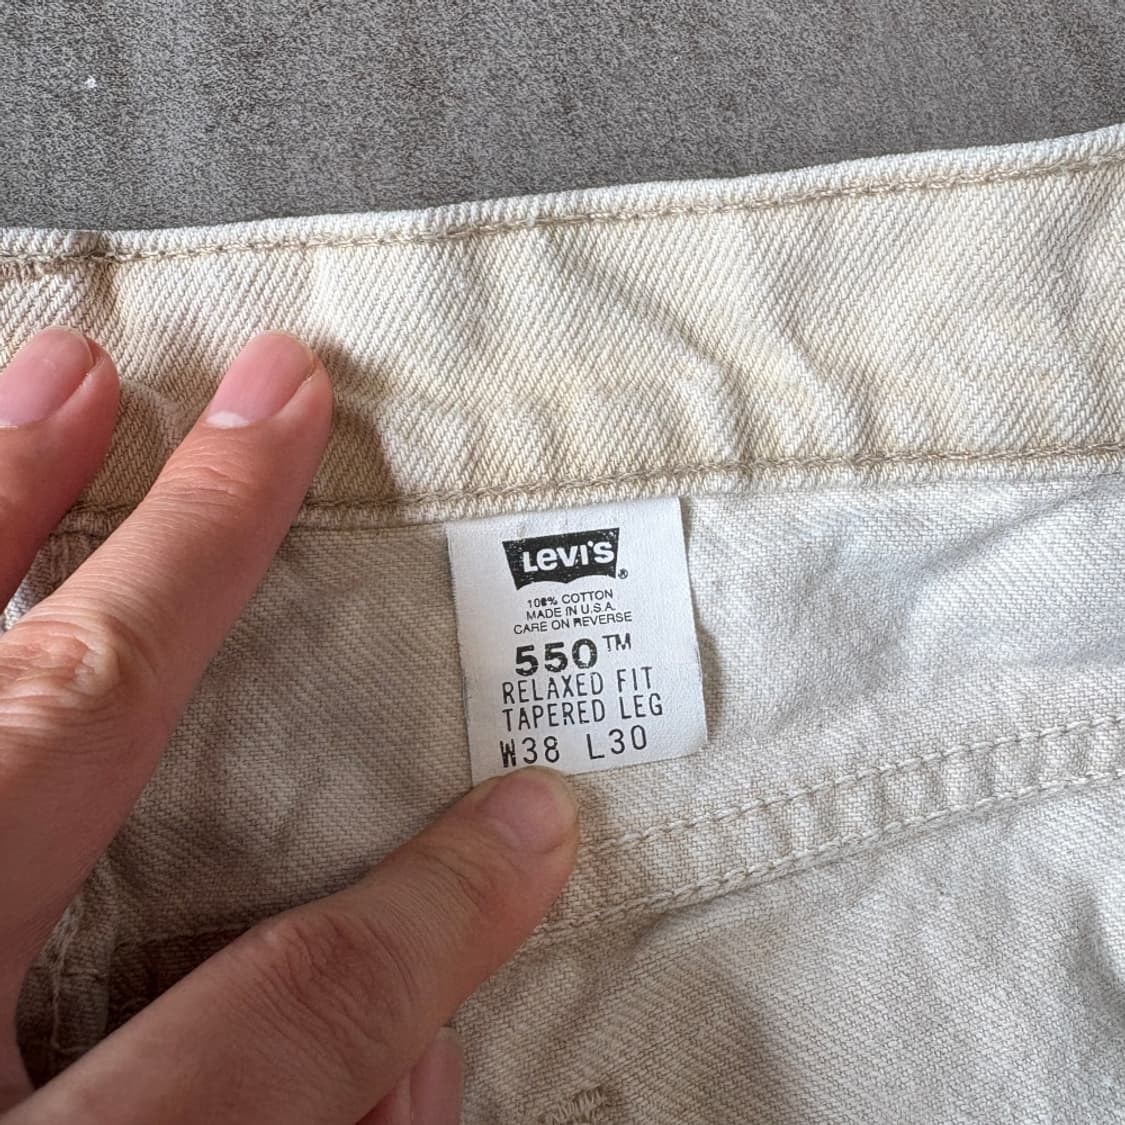 LEVI'S®
100% COTTON
MADE IN U.S.A.
CARE ON REVERSE
550™
RELAXED FIT
TAPERED LEG
W38 L30